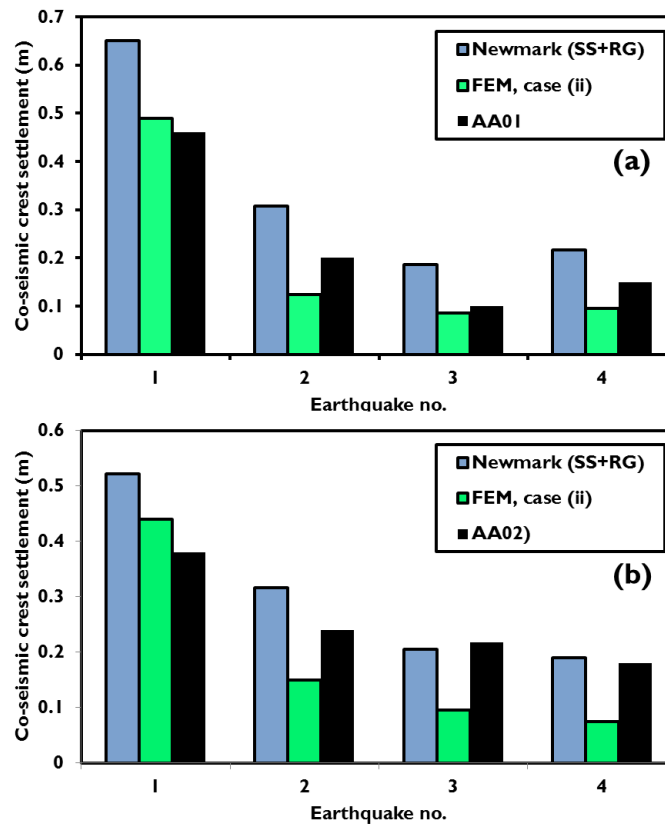 0.7
0.6
0.5
0.4
0.3
0.2
0.1
0
Co-seismic crest settlement (m)
Newmark (SS+RG)
FEM, case (ii)
AA01
(a)
1 2 3 4
Earthquake no.
0.6
0.5
0.4
0.3
0.2
0.1
0
Co-seismic crest settlement (m)
Newmark (SS+RG)
FEM, case (ii)
AA02)
(b)
1 2 3 4
Earthquake no.